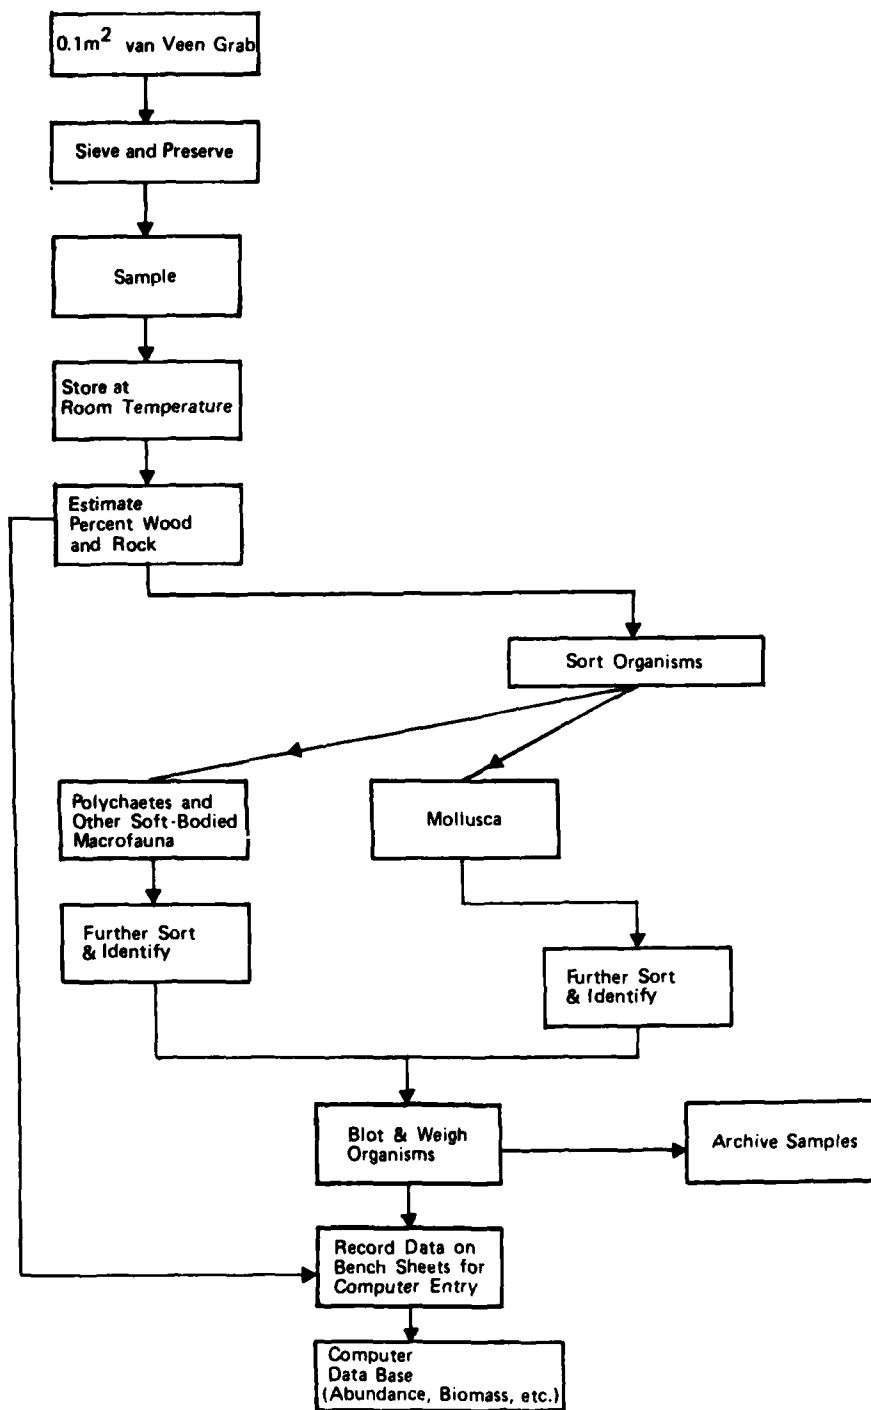 0.1m² van Veen Grab
Sieve and Preserve
Sample
Store at
Room Temperature
Estimate
Percent Wood
and Rock
Sort Organisms
Polychaetes and
Other Soft-Bodied
Macrofauna
Mollusca
Further Sort
& Identify
Further Sort
& Identify
Blot & Weigh
Organisms
Archive Samples
Record Data on
Bench Sheets for
Computer Entry
Computer
Data Base
(Abundance, Biomass, etc.)